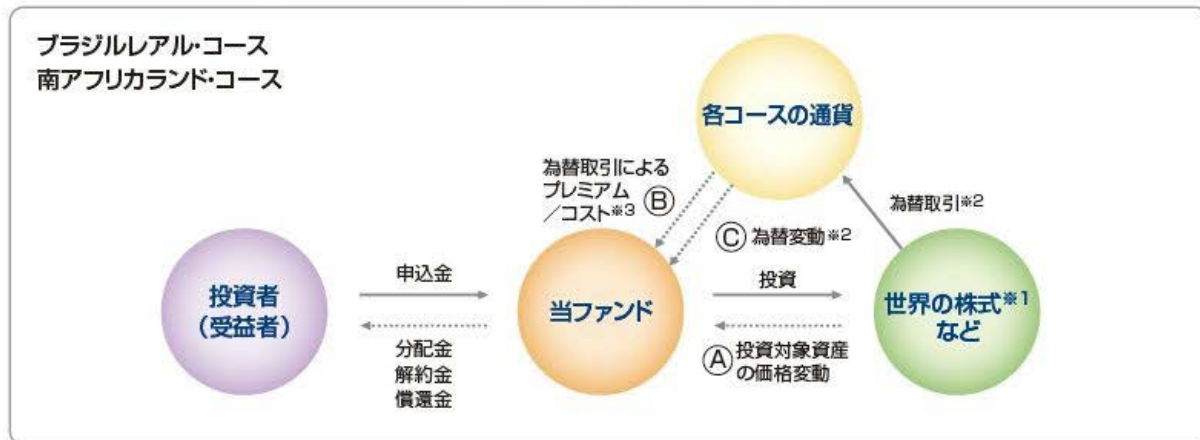 ブラジルレアル・コース
南アフリカランド・コース
各コースの通貨
為替取引による
プレミアム
／コスト※3 Ⓑ
Ⓒ 為替変動※2
為替取引※2
投資者
（受益者）
申込金
分配金
解約金
償還金
当ファンド
投資
Ⓐ 投資対象資産
の価格変動
世界の株式※1
など